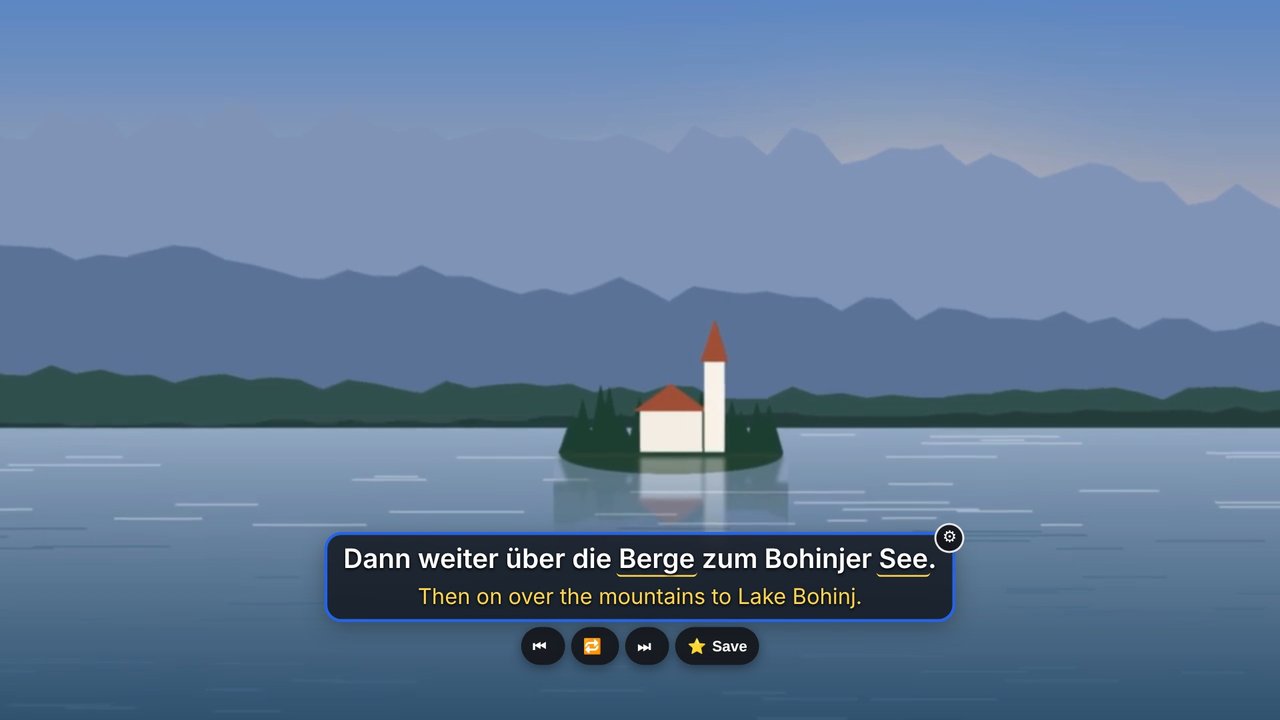 Dann weiter über die Berge zum Bohinjer See.
Then on over the mountains to Lake Bohinj.
Save